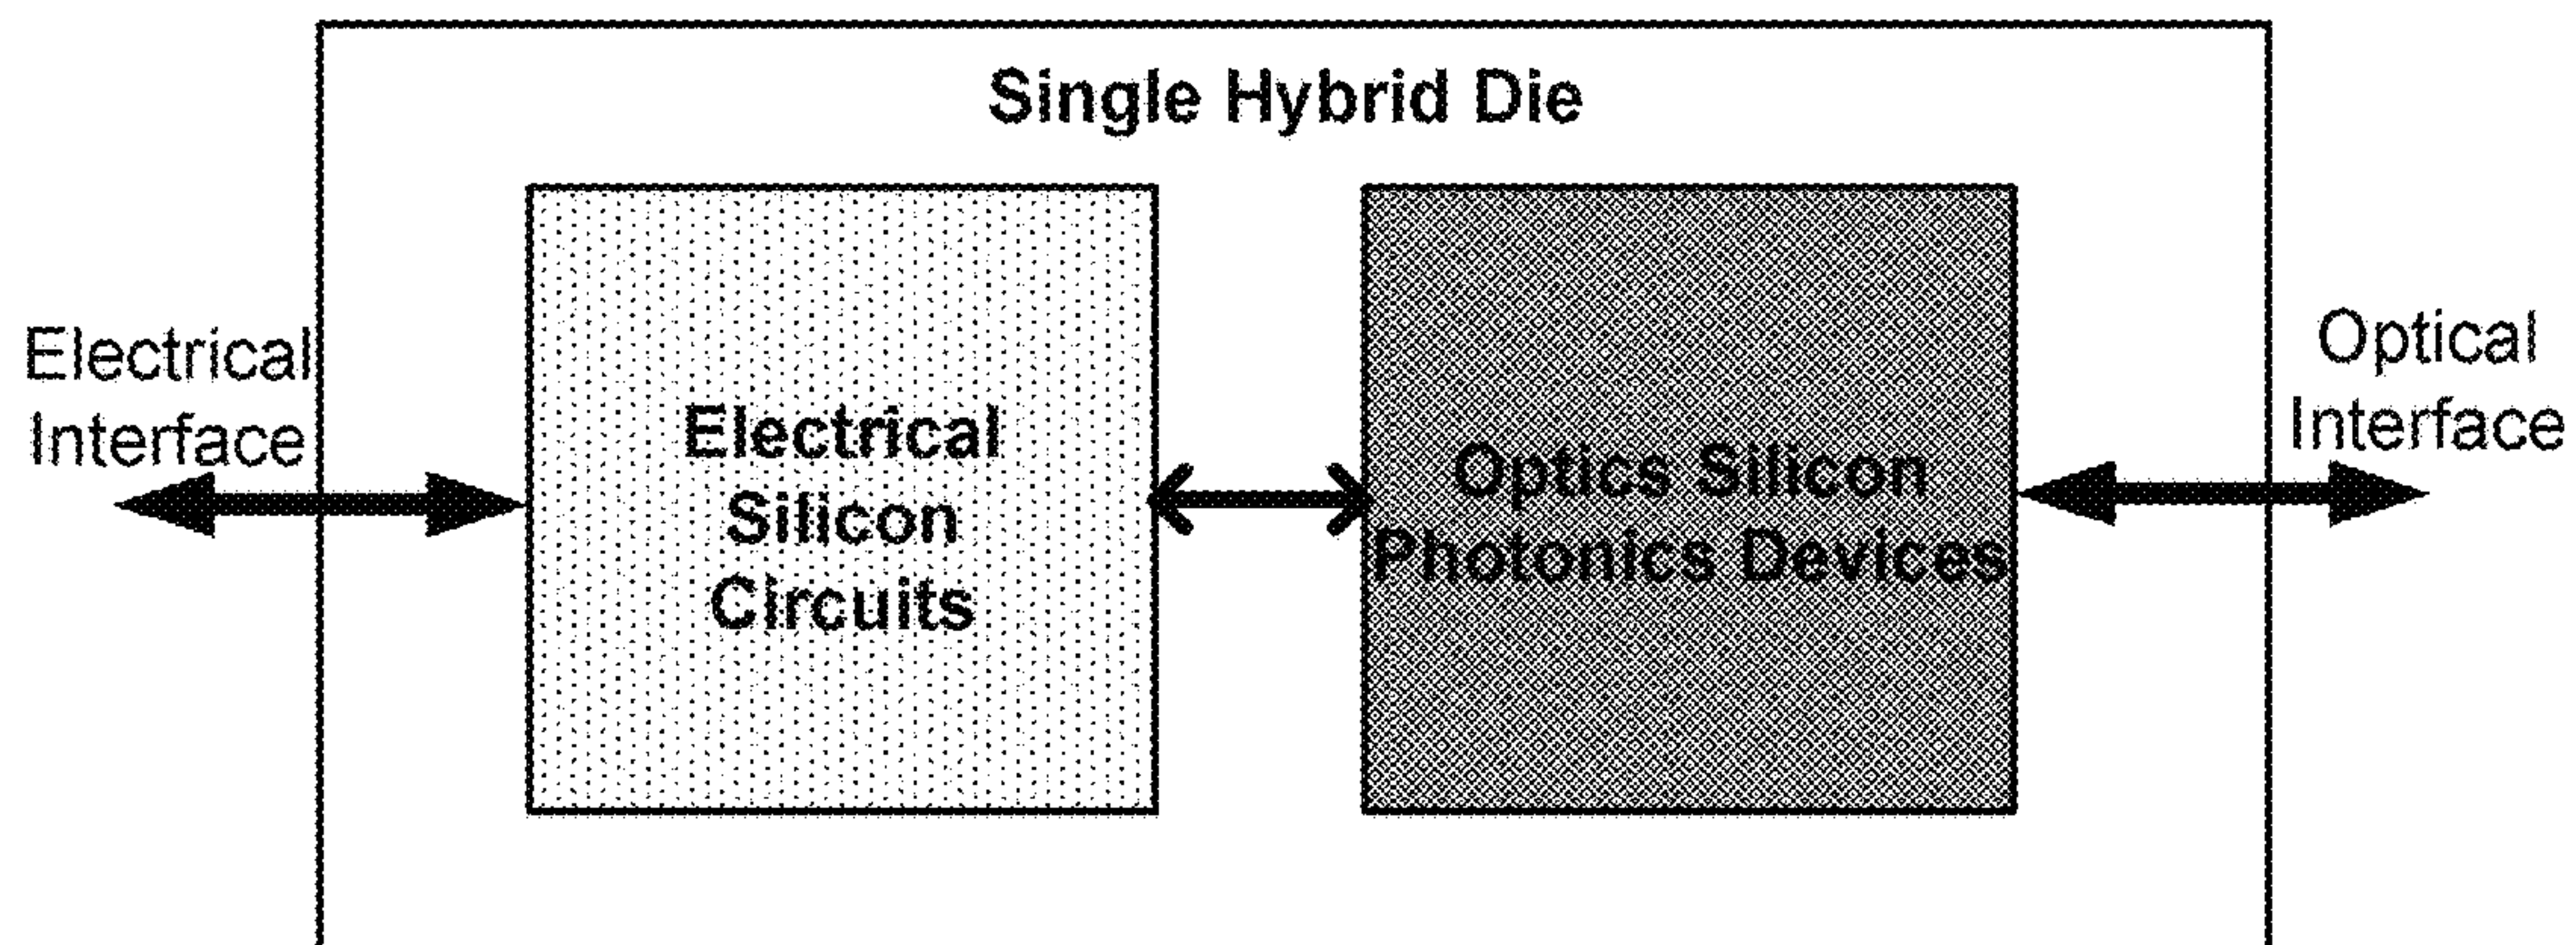 Single Hybrid Die
Electrical
Interface
Electrical
Silicon
Circuits
Optics Silicon
Photonics Devices
Optical
Interface